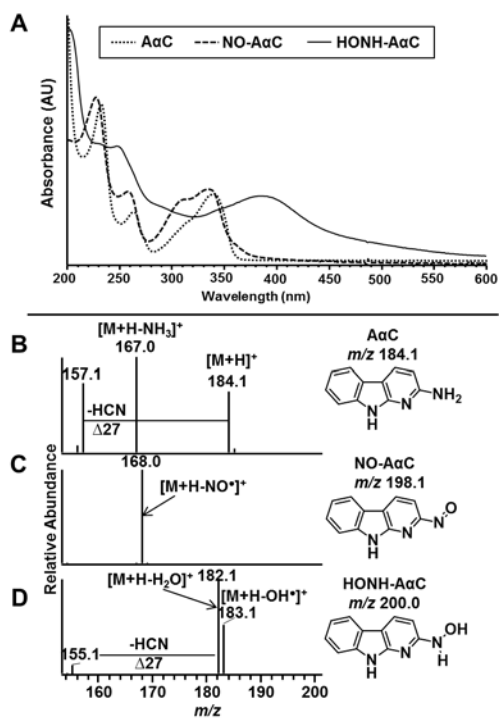 A
AαC NO-AαC HONH-AαC
Absorbance (AU)
200 250 300 350 400 450 500 550 600
Wavelength (nm)
B
[M+H-NH₃]⁺
167.0
[M+H]⁺
184.1
157.1
-HCN
Δ27
AαC
m/z 184.1
NH₂
N
H
N
C
168.0
[M+H-NO•]⁺
Relative Abundance
NO-AαC
m/z 198.1
O
N
N
H
N
D
[M+H-H₂O]⁺
182.1
[M+H-OH•]⁺
183.1
155.1
-HCN
Δ27
HONH-AαC
m/z 200.0
OH
N
H
N
H
N
160 170 180 190 200
m/z